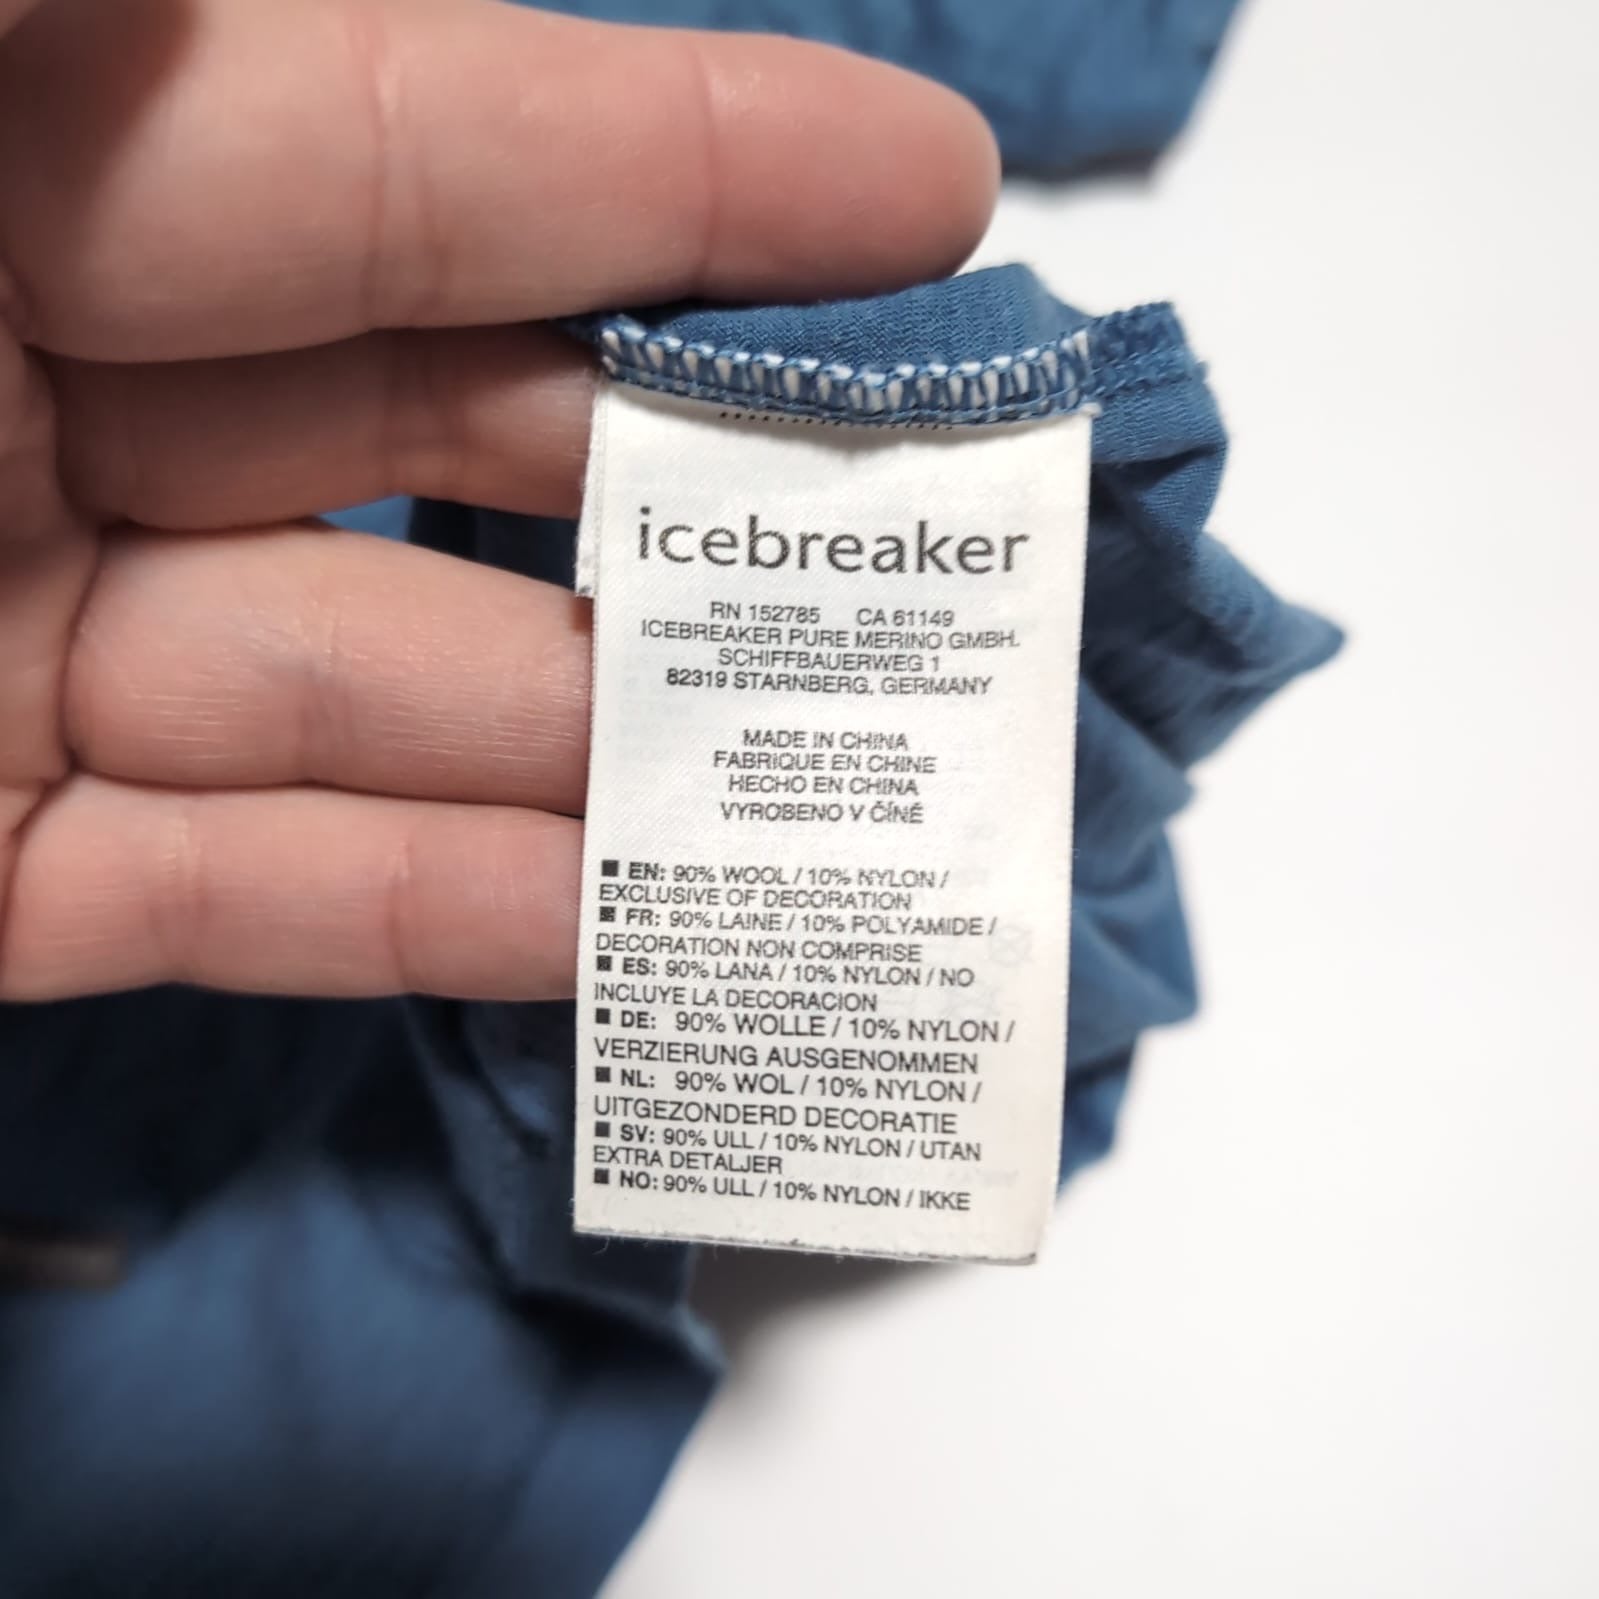 icebreaker
RN 152785 CA 61149
ICEBREAKER PURE MERINO GMBH.
SCHIFFBAUERWEG 1
82319 STARNBERG, GERMANY
MADE IN CHINA
FABRIQUE EN CHINE
HECHO EN CHINA
VYROBENO V ČÍNĚ
■ EN: 90% WOOL / 10% NYLON /
EXCLUSIVE OF DECORATION
■ FR: 90% LAINE / 10% POLYAMIDE /
DECORATION NON COMPRISE
■ ES: 90% LANA / 10% NYLON / NO
INCLUYE LA DECORACION
■ DE: 90% WOLLE / 10% NYLON /
VERZIERUNG AUSGENOMMEN
■ NL: 90% WOL / 10% NYLON /
UITGEZONDERD DECORATIE
■ SV: 90% ULL / 10% NYLON / UTAN
EXTRA DETALJER
■ NO: 90% ULL / 10% NYLON / IKKE